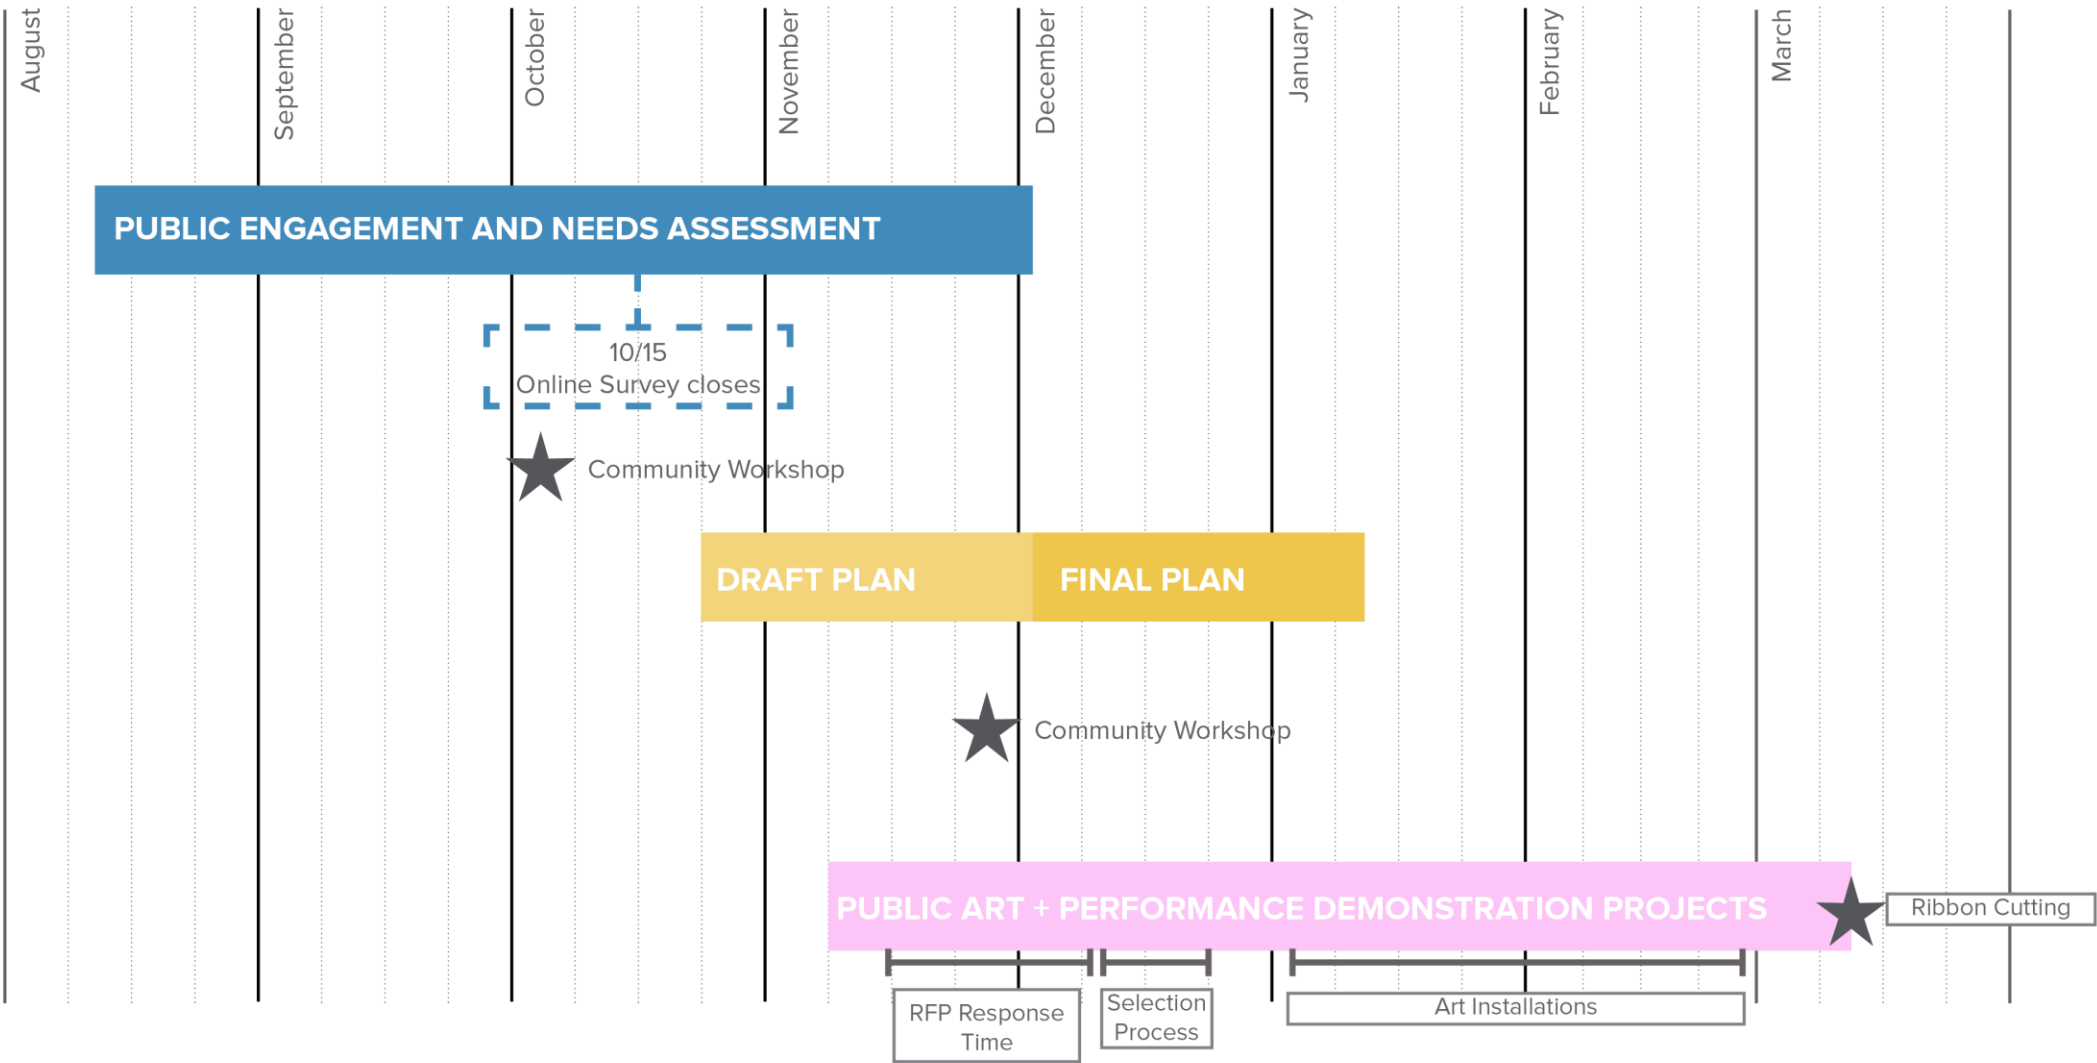 August
September
October
November
December
January
February
March
PUBLIC ENGAGEMENT AND NEEDS ASSESSMENT
10/15
Online Survey closes
Community Workshop
DRAFT PLAN
FINAL PLAN
Community Workshop
PUBLIC ART + PERFORMANCE DEMONSTRATION PROJECTS
Ribbon Cutting
RFP Response
Time
Selection
Process
Art Installations